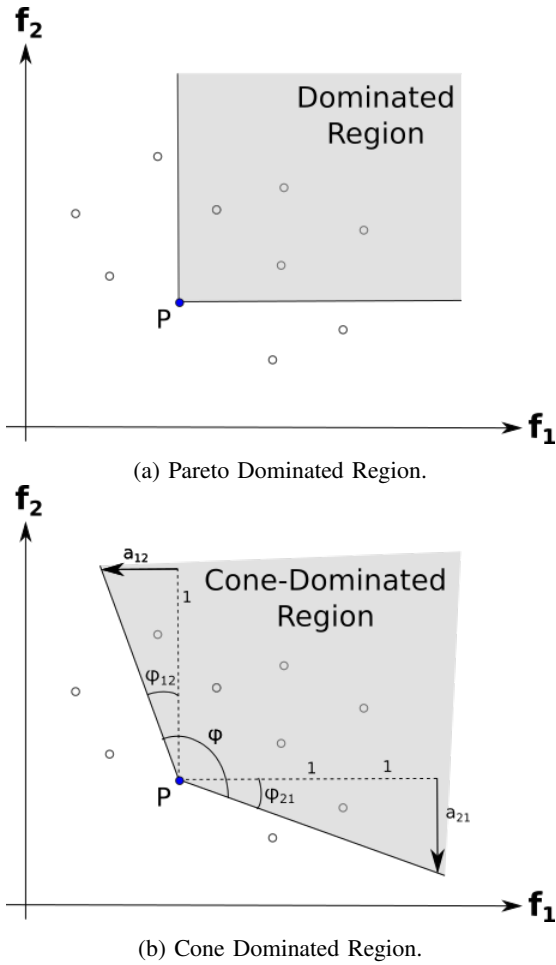 f₂
Dominated
Region
P
f₁
(a) Pareto Dominated Region.
f₂
a₁₂
1
Cone-Dominated
Region
φ₁₂
φ
1 1
P
φ₂₁
a₂₁
f₁
(b) Cone Dominated Region.